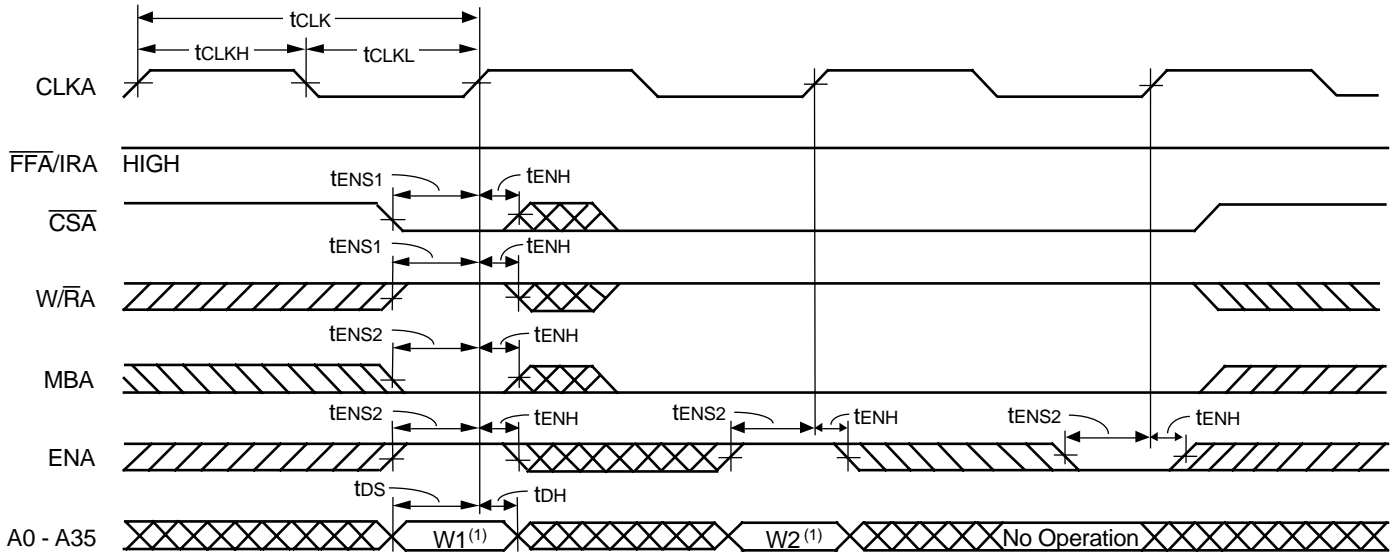 tCLK
tCLKH tCLKL
CLKA
FFA/IRA HIGH
tENS1 tENH
CSA
tENS1 tENH
W/RA
tENS2 tENH
MBA
tENS2 tENH tENS2 tENH tENS2 tENH
ENA
tDS tDH
A0 - A35 W1(1) W2(1) No Operation